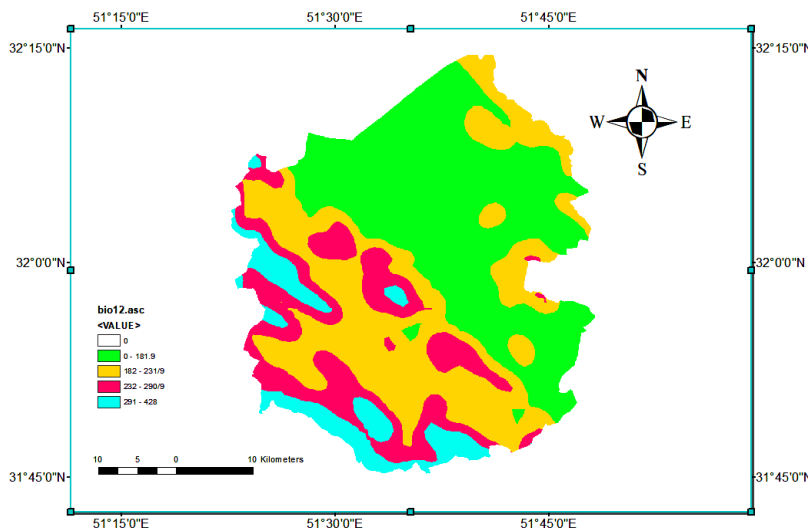 51°15'0"E 51°30'0"E 51°45'0"E
32°15'0"N 32°15'0"N
N
W E
S
32°0'0"N 32°0'0"N
bio12.asc
<VALUE>
0
0 - 181.9
182 - 231/9
232 - 290/9
291 - 428
10 5 0 10 Kilometers
31°45'0"N 31°45'0"N
51°15'0"E 51°30'0"E 51°45'0"E